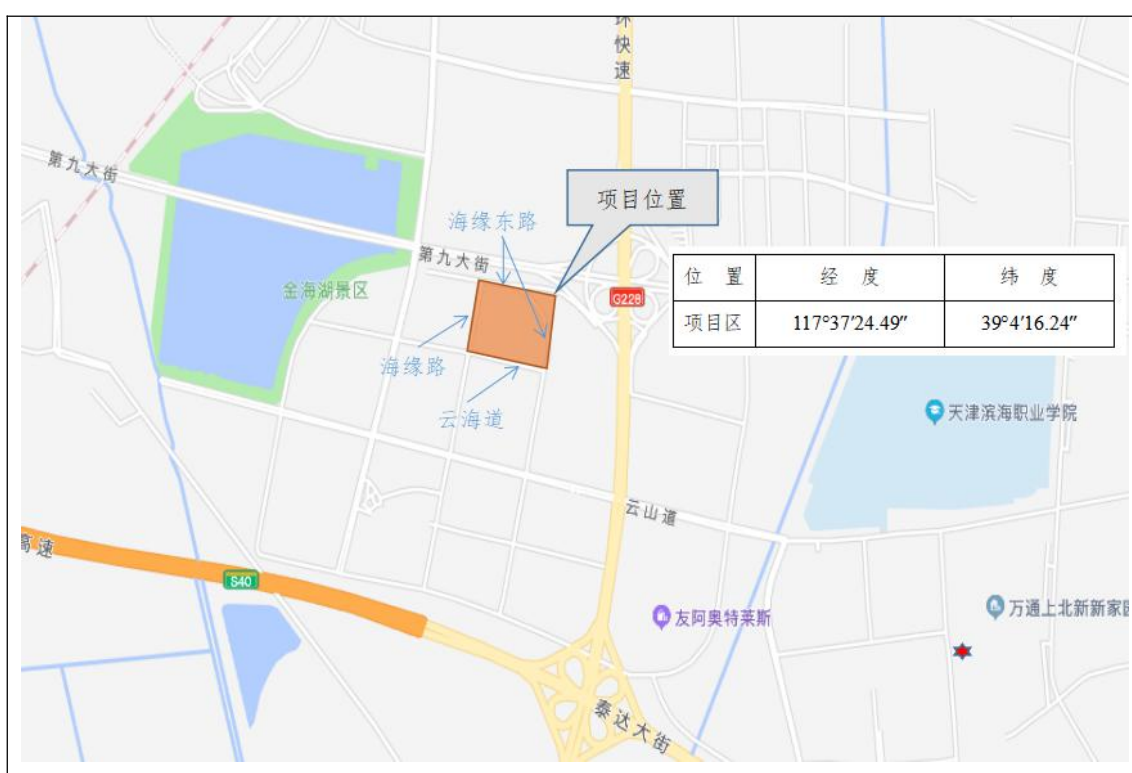 环快速
第九大街
项目位置
海缘东路
第九大街
金海湖景区
G228
位 置 经 度 纬 度
项目区 117°37′24.49″ 39°4′16.24″
海缘路
云海道
天津滨海职业学院
云山道
高速
S40
友阿奥特莱斯
万通上北新新家园
泰达大街